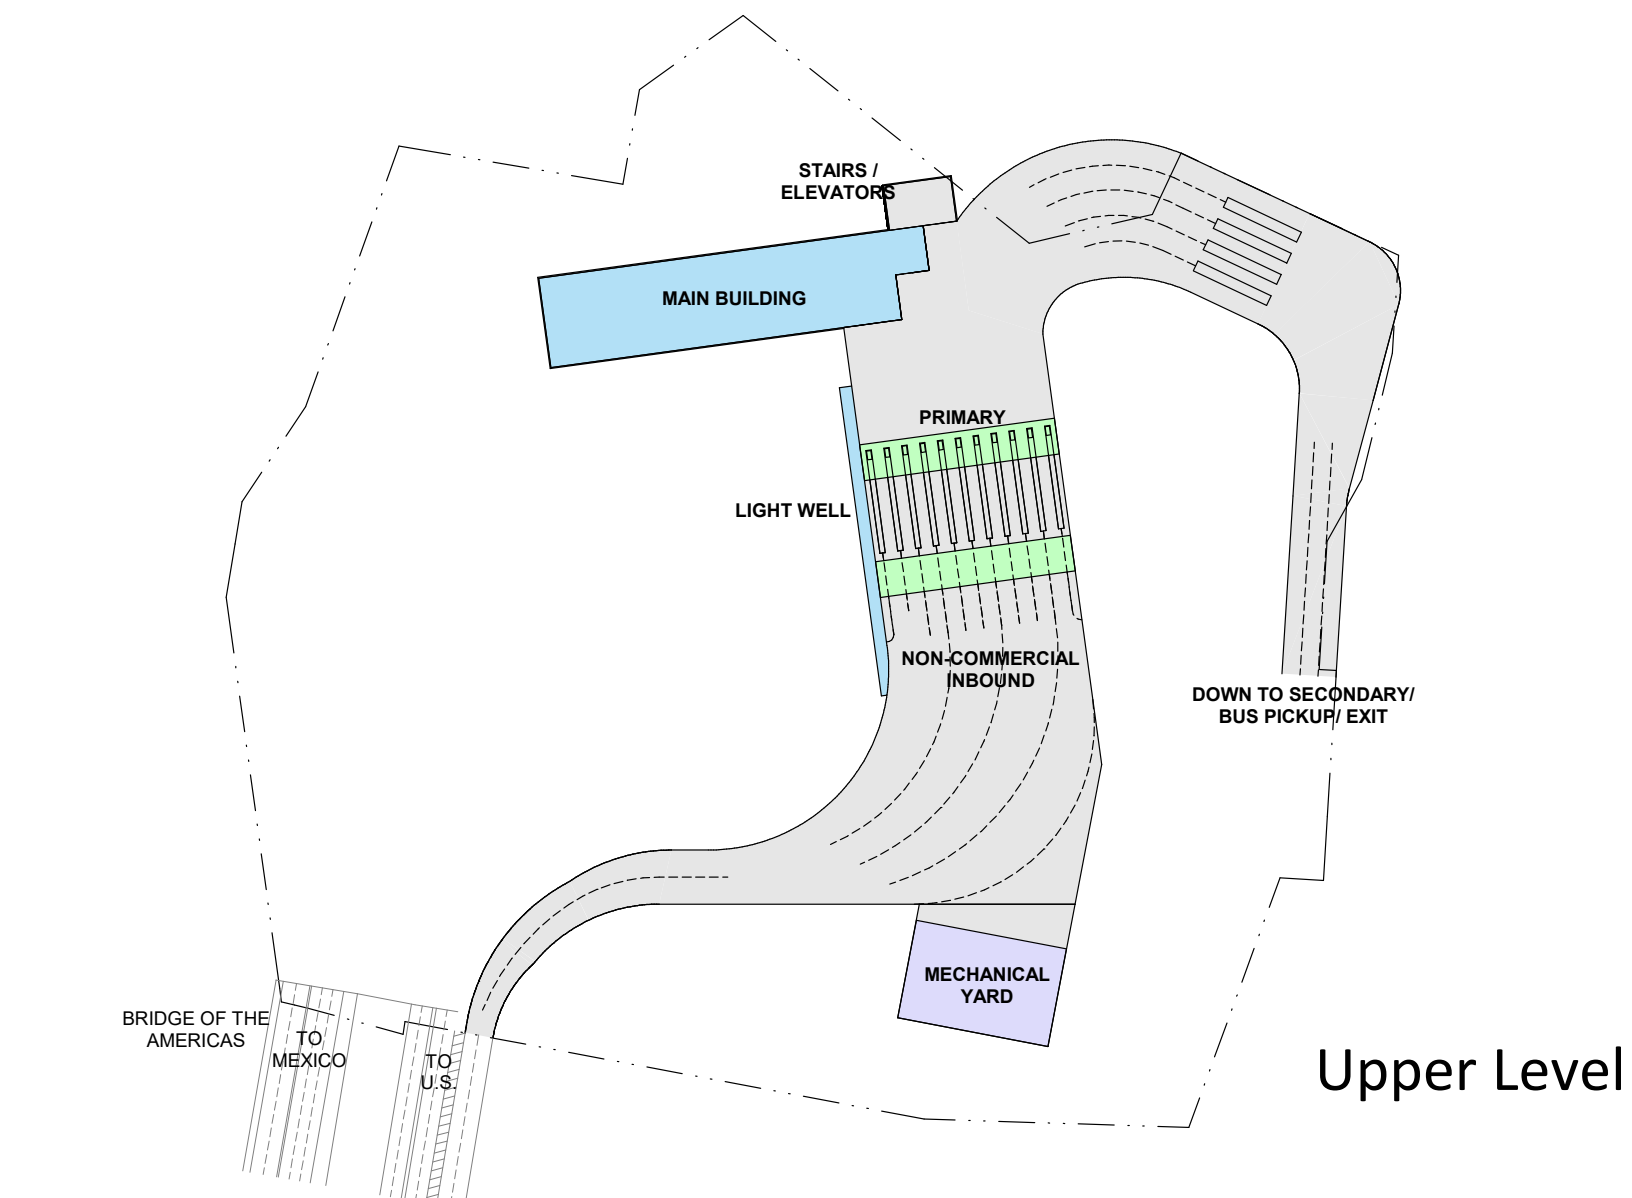 STAIRS /
ELEVATORS
MAIN BUILDING
PRIMARY
LIGHT WELL
NON-COMMERCIAL
INBOUND
DOWN TO SECONDARY/
BUS PICKUP/ EXIT
MECHANICAL
YARD
BRIDGE OF THE
AMERICAS
TO
MEXICO
TO
U.S.
Upper Level